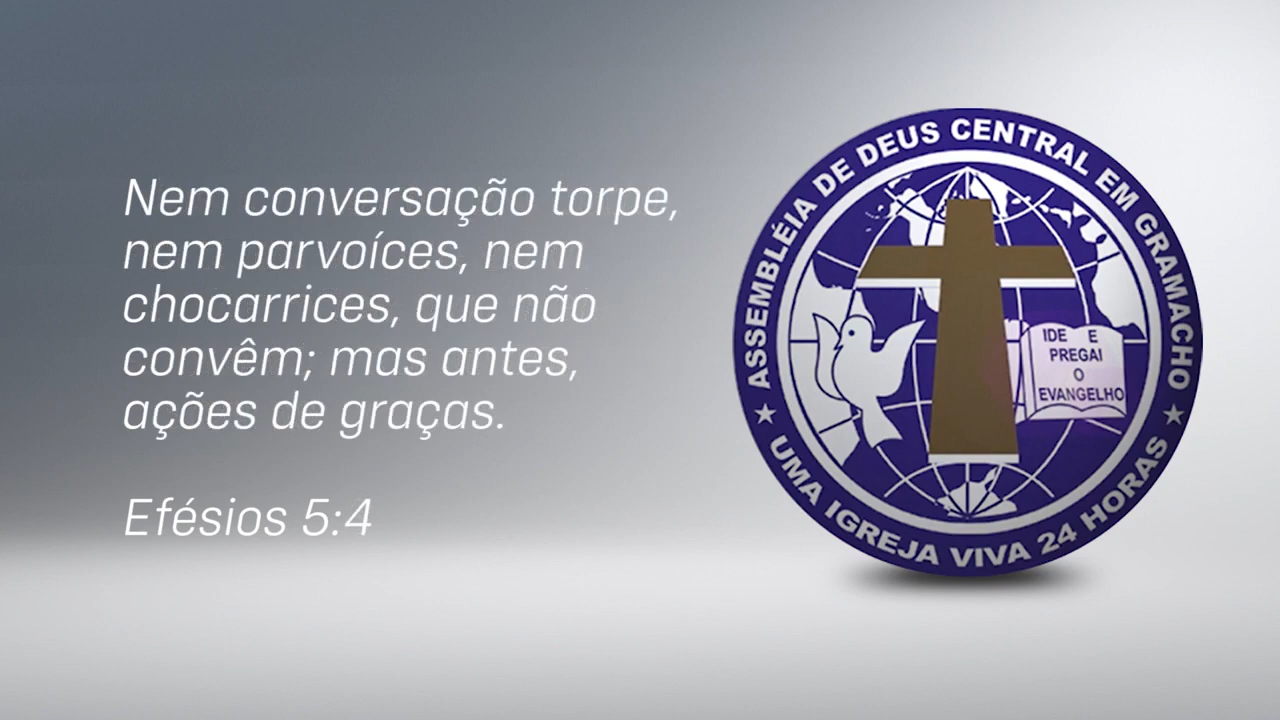 Nem conversação torpe,
nem parvoíces, nem
chocarrices, que não
convêm; mas antes,
ações de graças.
Efésios 5:4
ASSEMBLÉIA DE DEUS CENTRAL EM GRAMACHO
IDE E
PREGAI
O
EVANGELHO
★ UMA IGREJA VIVA 24 HORAS ★